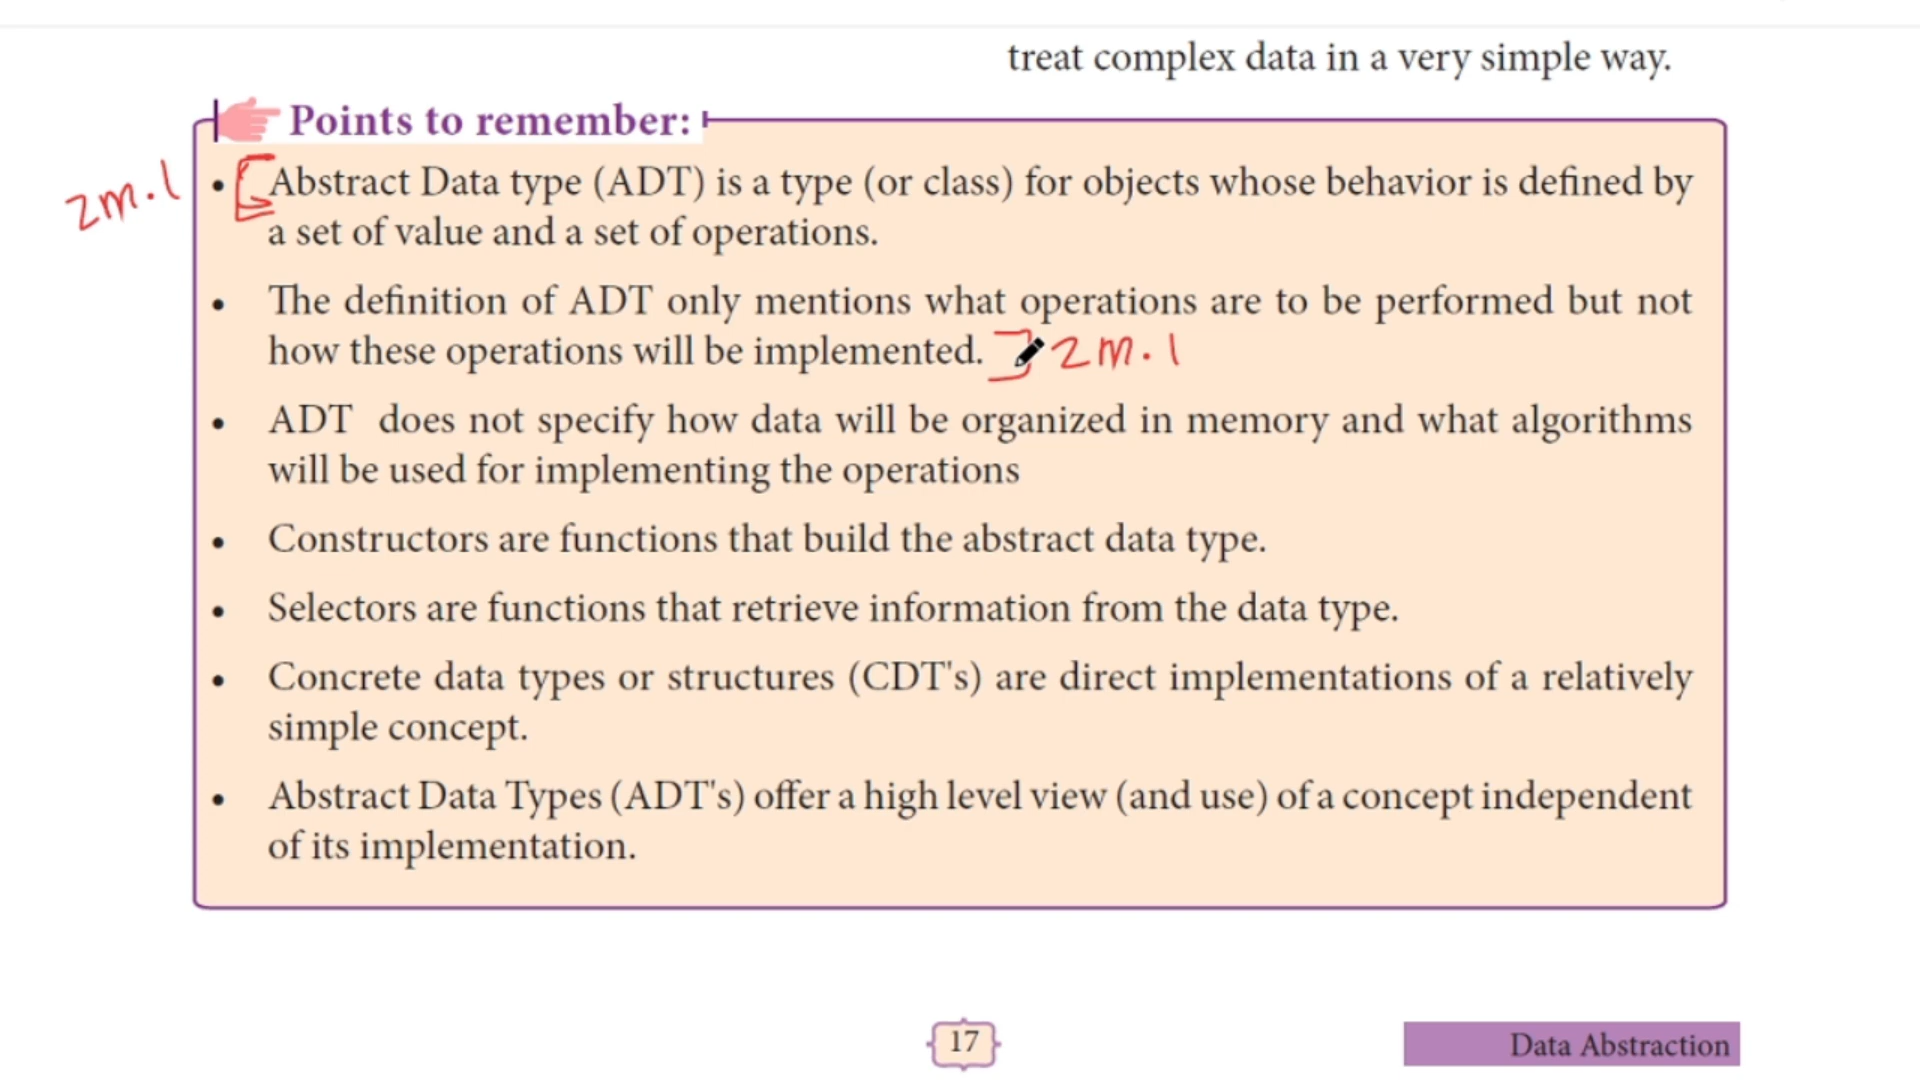 treat complex data in a very simple way.
Points to remember:
2m.1
• Abstract Data type (ADT) is a type (or class) for objects whose behavior is defined by
a set of value and a set of operations.
• The definition of ADT only mentions what operations are to be performed but not
how these operations will be implemented. 2m.1
• ADT does not specify how data will be organized in memory and what algorithms
will be used for implementing the operations
• Constructors are functions that build the abstract data type.
• Selectors are functions that retrieve information from the data type.
• Concrete data types or structures (CDT's) are direct implementations of a relatively
simple concept.
• Abstract Data Types (ADT's) offer a high level view (and use) of a concept independent
of its implementation.
17
Data Abstraction